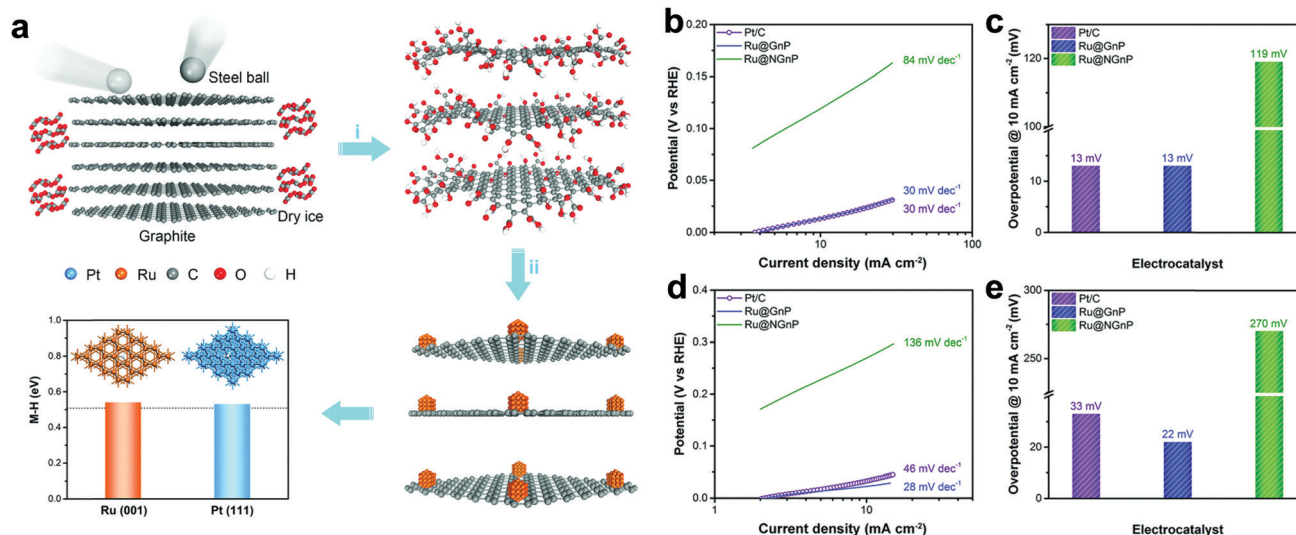 a
Steel ball
Dry ice
Graphite
i
ii
Pt
Ru
C
O
H
1.0
0.8
0.6
0.4
0.2
0.0
M-H (eV)
Ru (001)
Pt (111)
b
0.20
0.15
0.10
0.05
0.00
Potential (V vs RHE)
Pt/C
Ru@GnP
Ru@NGnP
84 mV dec⁻¹
30 mV dec⁻¹
30 mV dec⁻¹
10
100
Current density (mA cm⁻²)
c
120
100
10
0
Overpotential @ 10 mA cm⁻² (mV)
Pt/C
Ru@GnP
Ru@NGnP
13 mV
13 mV
119 mV
Electrocatalyst
d
0.4
0.3
0.2
0.1
0.0
Potential (V vs RHE)
Pt/C
Ru@GnP
Ru@NGnP
136 mV dec⁻¹
46 mV dec⁻¹
28 mV dec⁻¹
1
10
Current density (mA cm⁻²)
e
300
275
250
20
0
Overpotential @ 10 mA cm⁻² (mV)
Pt/C
Ru@GnP
Ru@NGnP
33 mV
22 mV
270 mV
Electrocatalyst